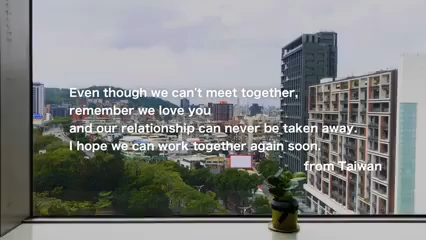 Even though we can't meet together,
remember we love you
and our relationship can never be taken away.
I hope we can work together again soon.
from Taiwan